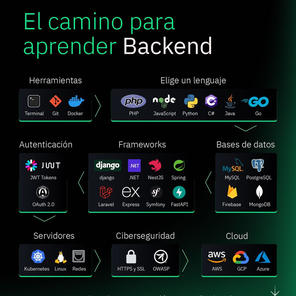 El camino para
aprender Backend
Herramientas
Elige un lenguaje
Terminal
Git
Docker
php
node
GO
PHP
JavaScript
Python
C#
Java
Go
Autenticación
Frameworks
Bases de datos
JWT
JWT Tokens
OAuth 2.0
django
.NET
django
.NET
NestJS
Spring
ex
Laravel
Express
Symfony
FastAPI
MySQL
MySQL
PostgreSQL
Firebase
MongoDB
Servidores
Ciberseguridad
Cloud
Kubernetes
Linux
Redes
HTTPS y SSL
OWASP
aws
AWS
GCP
Azure